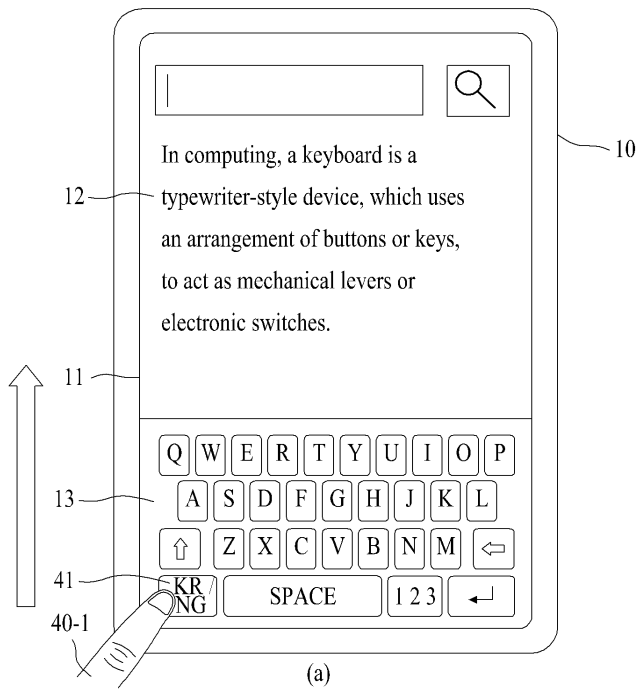 10
In computing, a keyboard is a
12
typewriter-style device, which uses
an arrangement of buttons or keys,
to act as mechanical levers or
electronic switches.
11
Q W E R T Y U I O P
13
A S D F G H J K L
Z X C V B N M
41
KR /
NG
SPACE
1 2 3
40-1
(a)